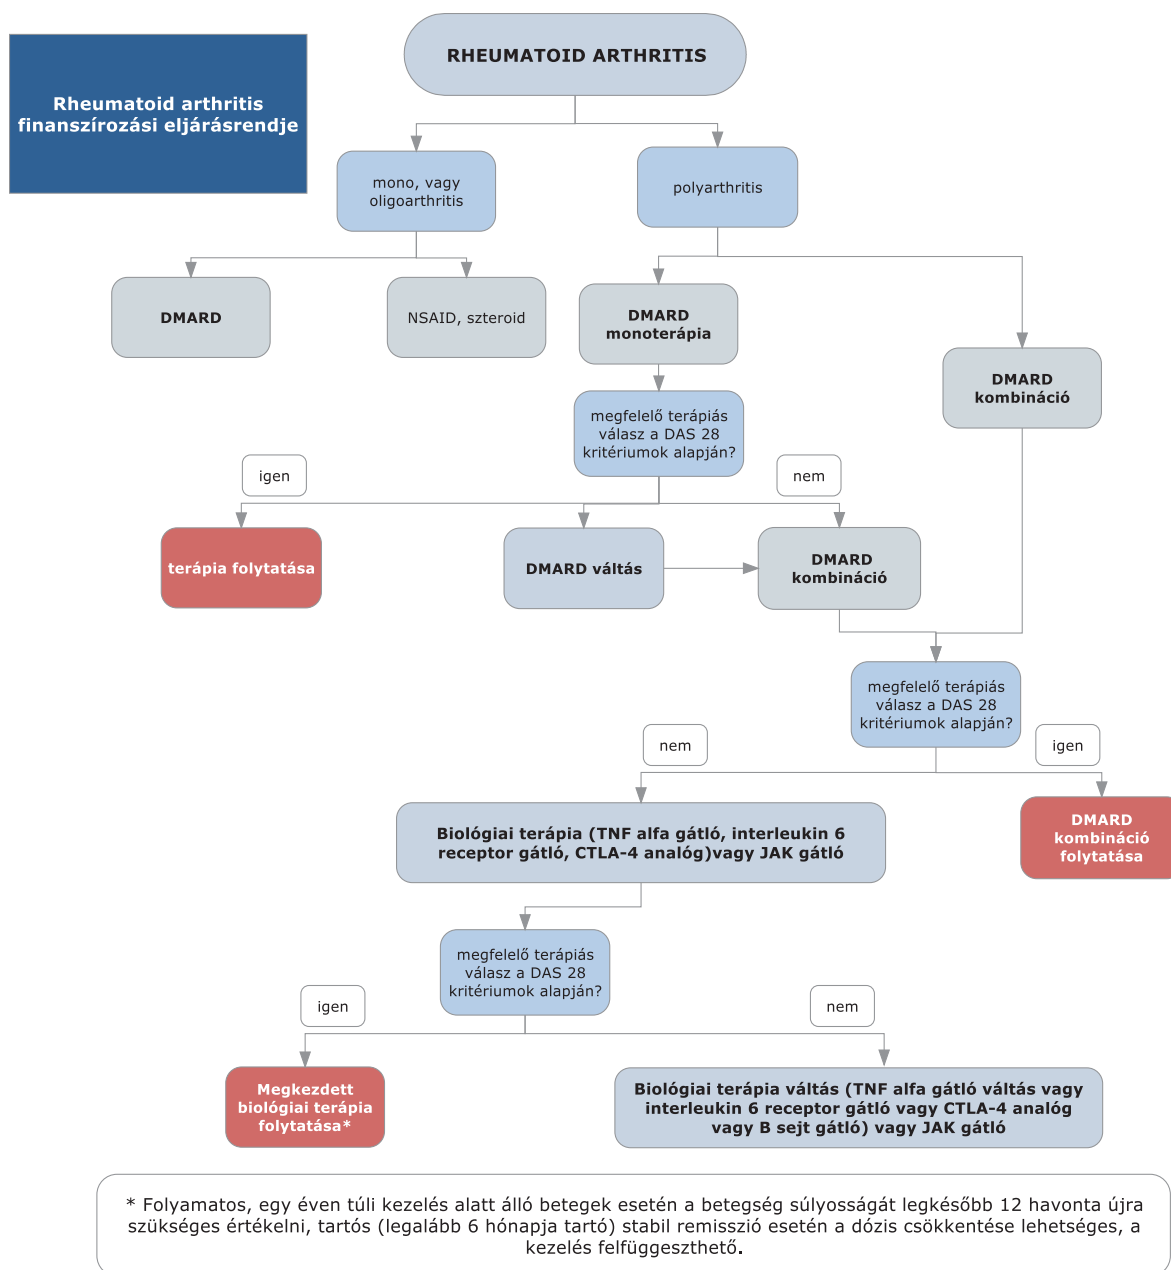 RHEUMATOID ARTHRITIS
Rheumatoid arthritis
finanszírozási eljárásrendje
mono, vagy
oligoarthritis
polyarthritis
DMARD
NSAID, szteroid
DMARD
monoterápia
DMARD
kombináció
megfelelő terápiás
válasz a DAS 28
kritériumok alapján?
igen
nem
terápia folytatása
DMARD váltás
DMARD
kombináció
megfelelő terápiás
válasz a DAS 28
kritériumok alapján?
nem
igen
Biológiai terápia (TNF alfa gátló, interleukin 6
receptor gátló, CTLA-4 analóg)vagy JAK gátló
DMARD
kombináció
folytatása
megfelelő terápiás
válasz a DAS 28
kritériumok alapján?
igen
nem
Megkezdett
biológiai terápia
folytatása*
Biológiai terápia váltás (TNF alfa gátló váltás vagy
interleukin 6 receptor gátló vagy CTLA-4 analóg
vagy B sejt gátló) vagy JAK gátló
* Folyamatos, egy éven túli kezelés alatt álló betegek esetén a betegség súlyosságát legkésőbb 12 havonta újra
szükséges értékelni, tartós (legalább 6 hónapja tartó) stabil remisszió esetén a dózis csökkentése lehetséges, a
kezelés felfüggeszthető.